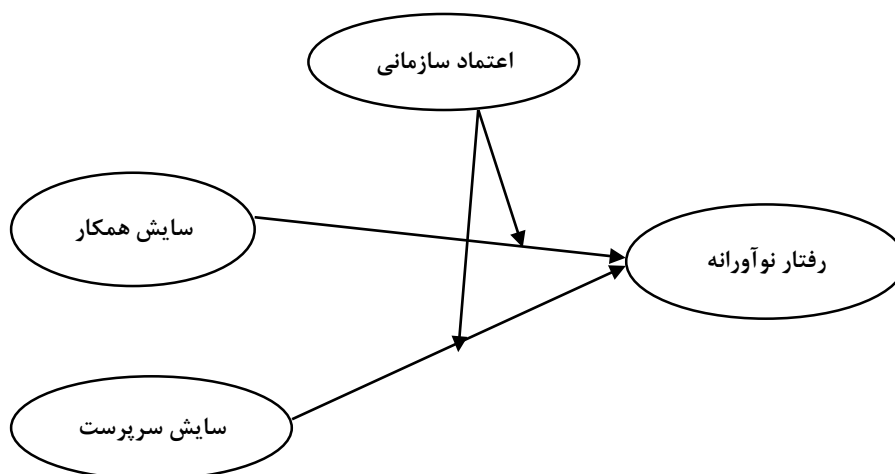 اعتماد سازمانی
سایش همکار
رفتار نوآورانه
سایش سرپرست